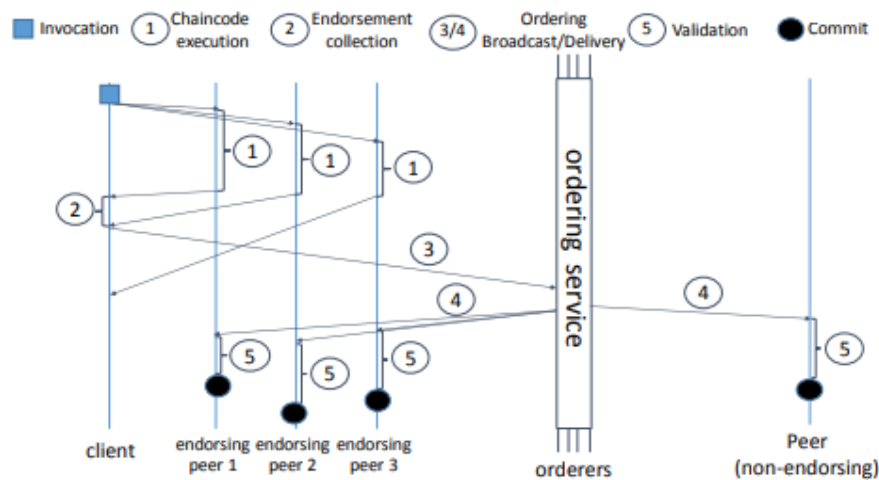 Invocation
1
Chaincode
execution
2
Endorsement
collection
3/4
Ordering
Broadcast/Delivery
5
Validation
Commit
1
1
1
2
3
4
4
5
5
5
5
ordering service
client
endorsing
peer 1
endorsing
peer 2
endorsing
peer 3
orderers
Peer
(non-endorsing)